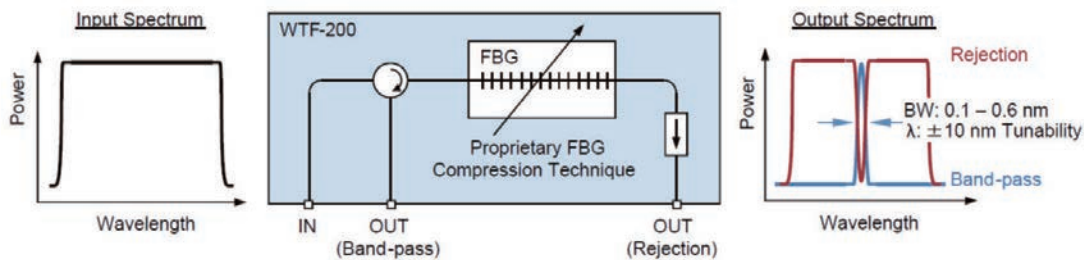 Input Spectrum
Power
Wavelength
WTF-200
FBG
Proprietary FBG
Compression Technique
IN
OUT
(Band-pass)
OUT
(Rejection)
Output Spectrum
Power
Rejection
BW: 0.1 – 0.6 nm
λ: ±10 nm Tunability
Band-pass
Wavelength